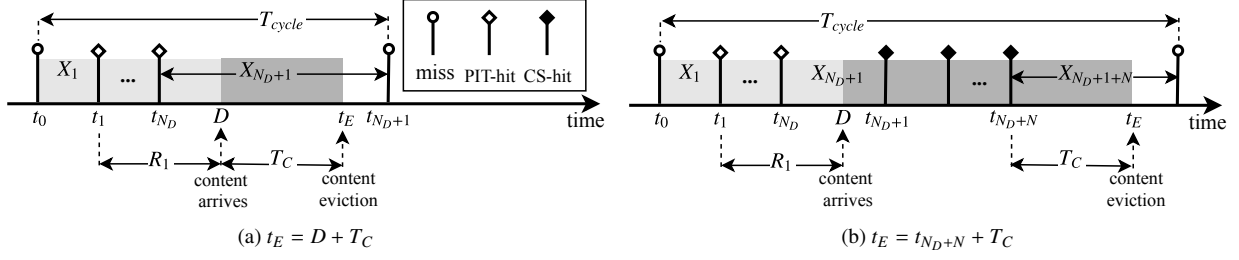 T_cycle
X_1
...
X_{N_D+1}
t_0
t_1
t_{N_D}
D
t_E
t_{N_D+1}
time
R_1
T_C
content
arrives
content
eviction
(a) t_E = D + T_C
miss
PIT-hit
CS-hit
T_cycle
X_1
...
X_{N_D+1}
...
X_{N_D+1+N}
t_0
t_1
t_{N_D}
D
t_{N_D+1}
t_{N_D+N}
t_E
time
R_1
T_C
content
arrives
content
eviction
(b) t_E = t_{N_D+N} + T_C